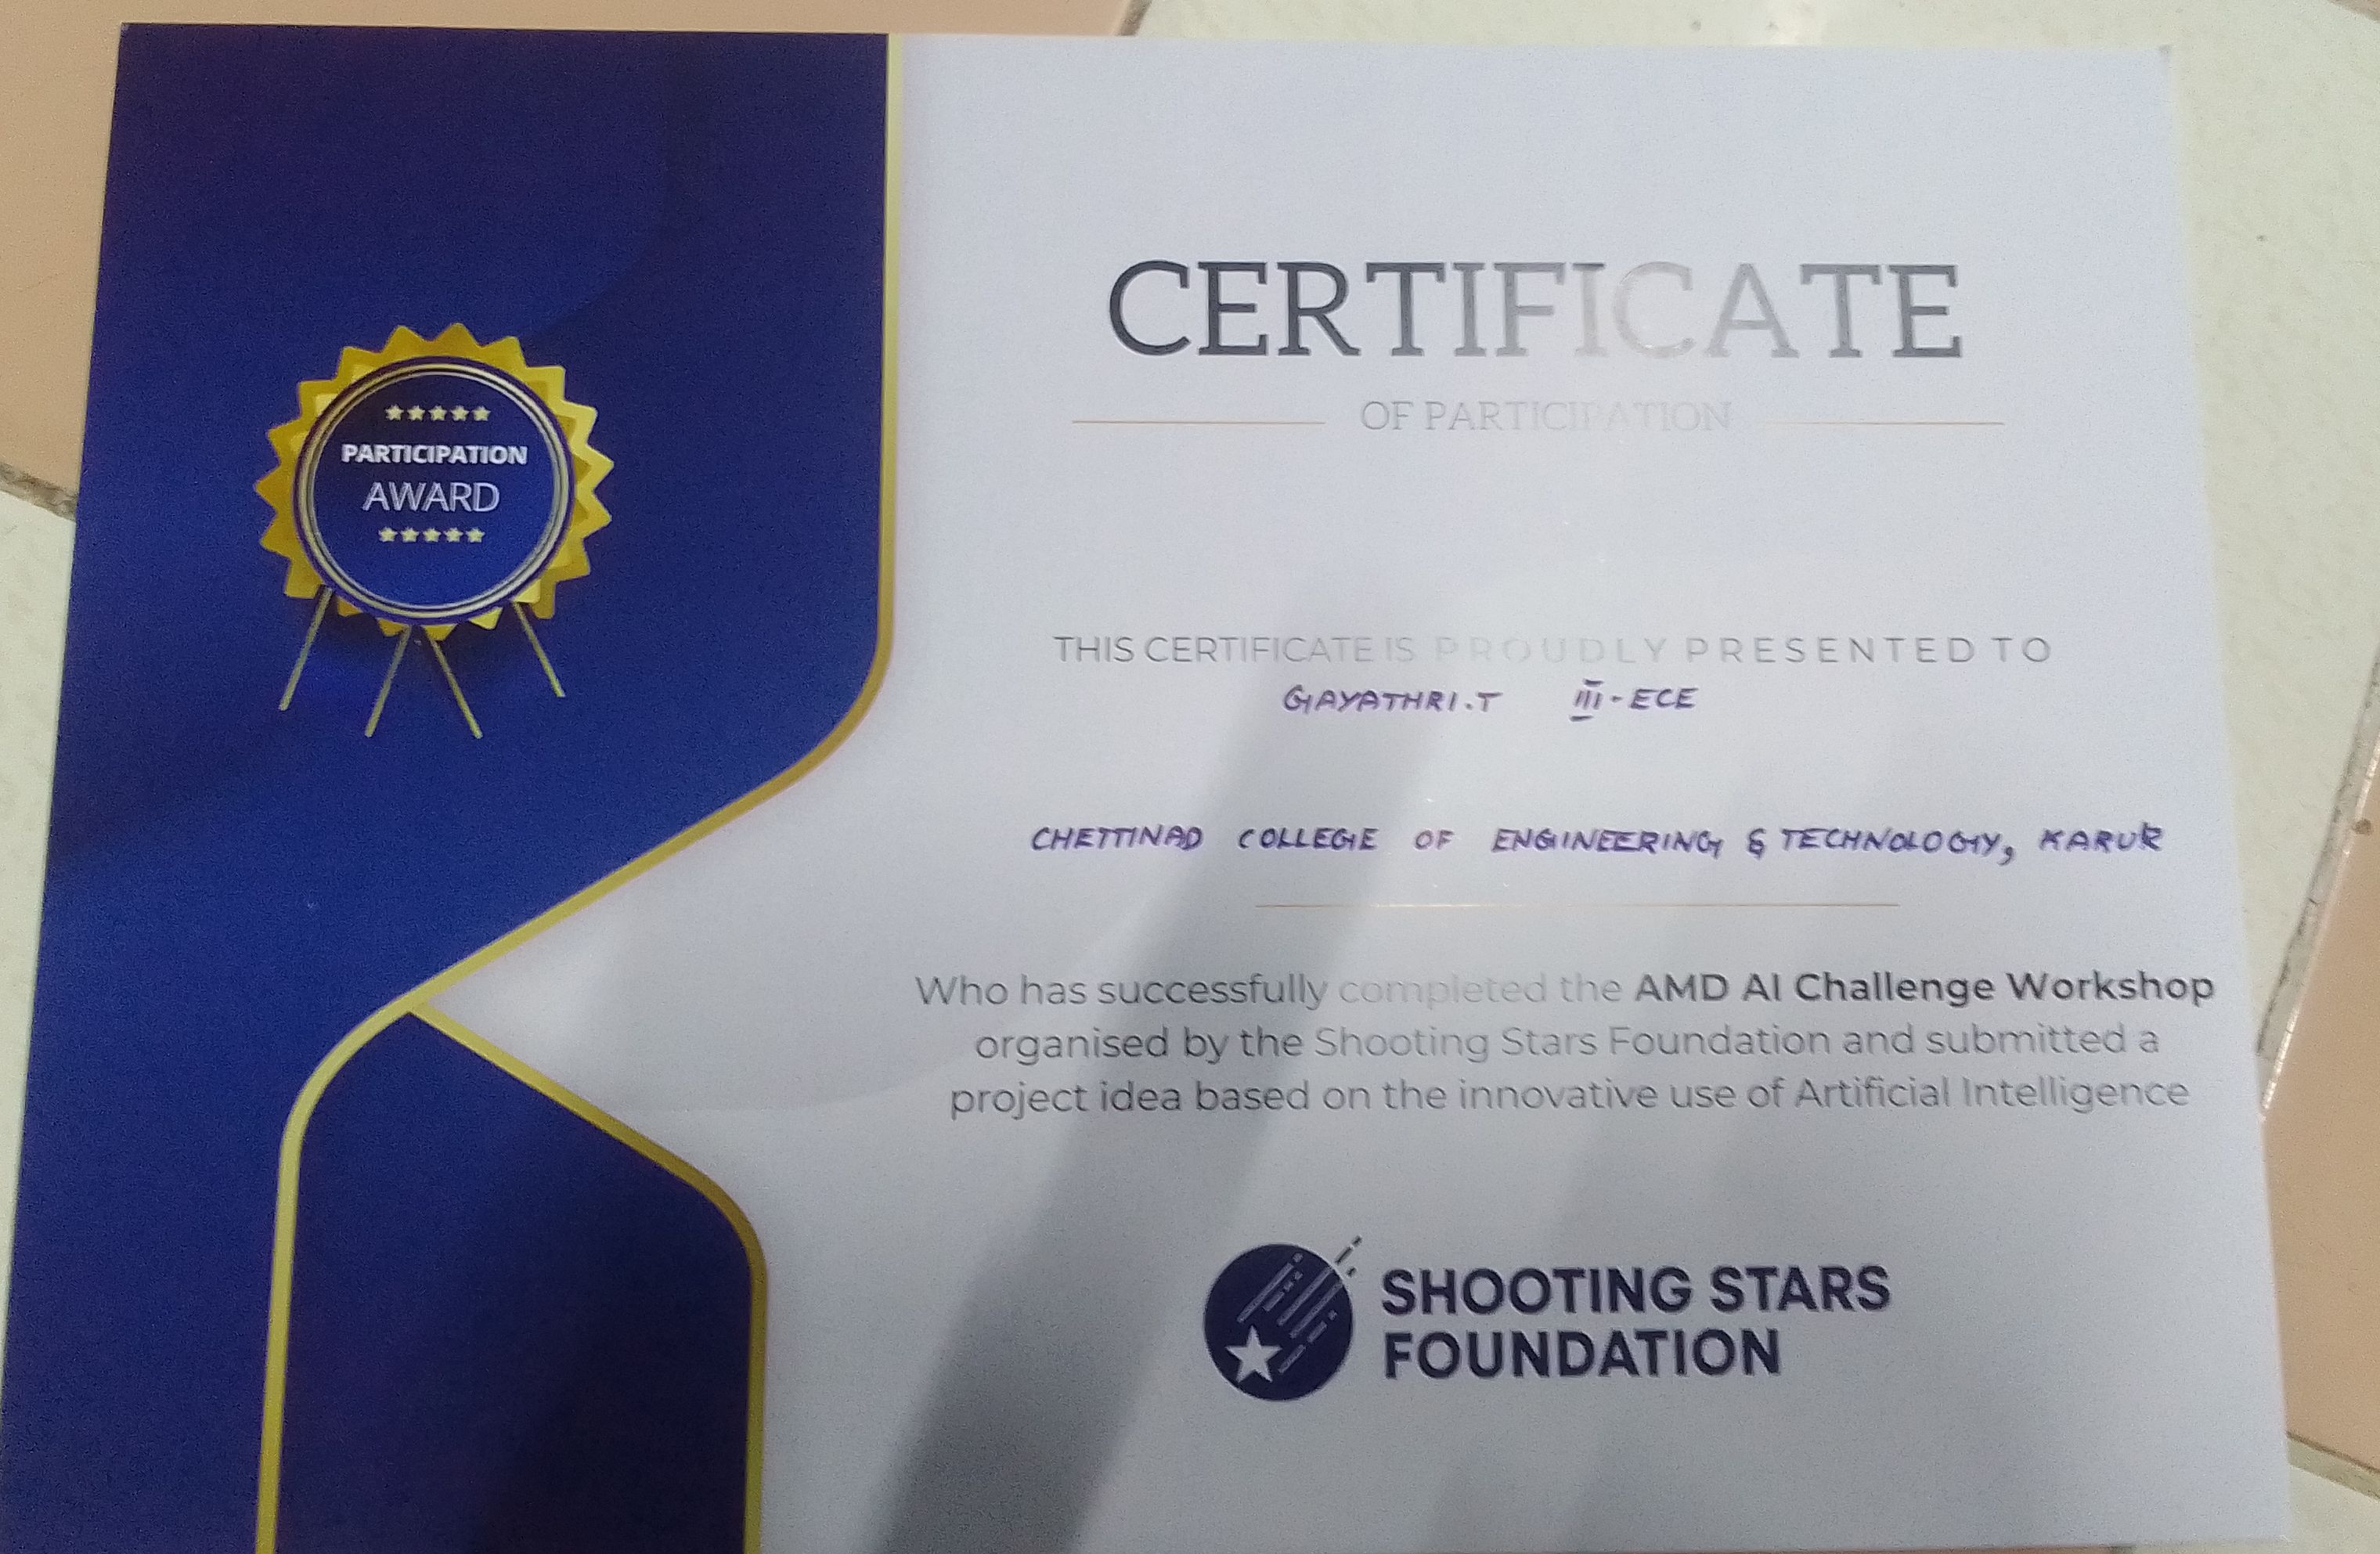 PARTICIPATION
AWARD
CERTIFICATE
OF PARTICIPATION
THIS CERTIFICATE IS PROUDLY PRESENTED TO
GAYATHRI.T III-ECE
CHETTINAD COLLEGE OF ENGINEERING & TECHNOLOGY, KARUR
Who has successfully completed the AMD AI Challenge Workshop
organised by the Shooting Stars Foundation and submitted a
project idea based on the innovative use of Artificial Intelligence
SHOOTING STARS
FOUNDATION